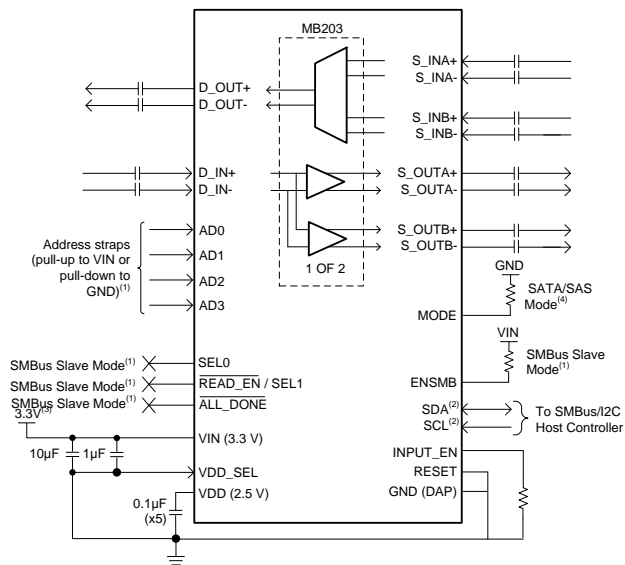 MB203
D_OUT+
D_OUT-
S_INA+
S_INA-
S_INB+
S_INB-
D_IN+
D_IN-
S_OUTA+
S_OUTA-
S_OUTB+
S_OUTB-
1 OF 2
Address straps
(pull-up to VIN or
pull-down to
GND)(1)
AD0
AD1
AD2
AD3
GND
SATA/SAS
Mode(4)
MODE
VIN
SMBus Slave
Mode(1)
ENSMB
SMBus Slave Mode(1)
SEL0
SMBus Slave Mode(1)
READ_EN / SEL1
SMBus Slave Mode(1)
ALL_DONE
SDA(2)
SCL(2)
To SMBus/I2C
Host Controller
3.3V(3)
VIN (3.3 V)
10µF
1µF
VDD_SEL
INPUT_EN
RESET
GND (DAP)
VDD (2.5 V)
0.1µF
(x5)